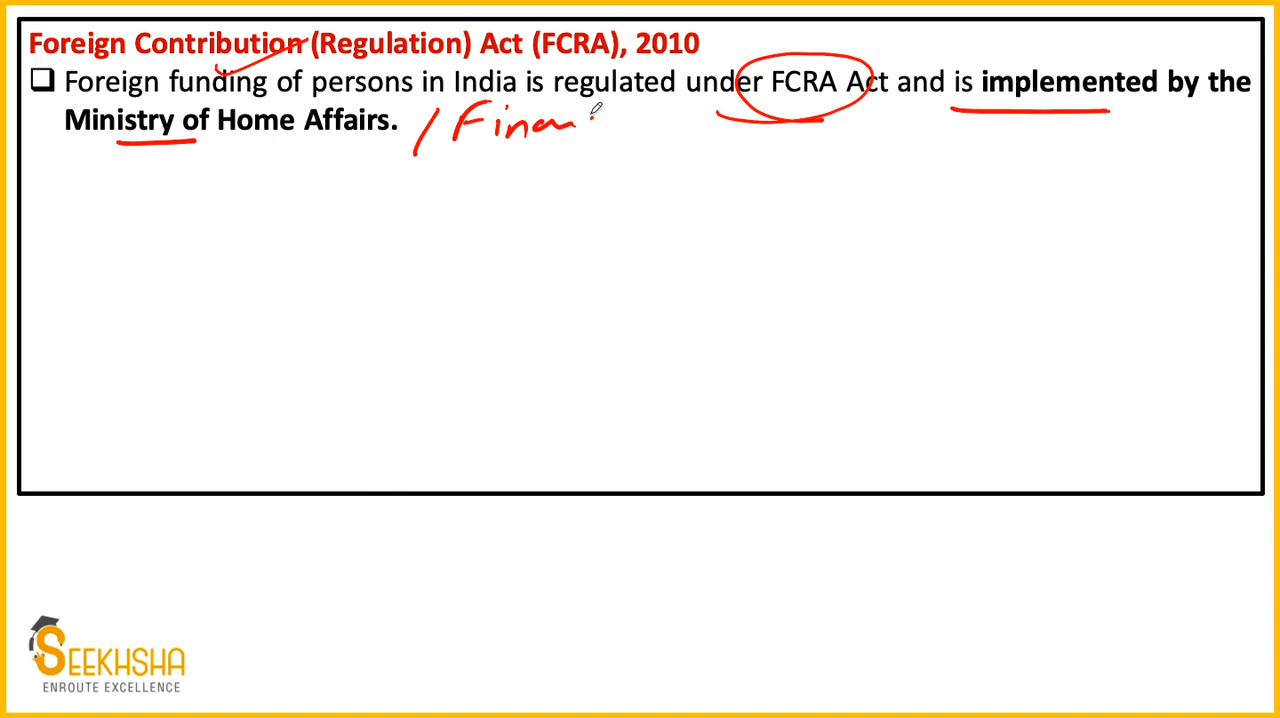 Foreign Contribution (Regulation) Act (FCRA), 2010
❑ Foreign funding of persons in India is regulated under FCRA Act and is implemented by the
Ministry of Home Affairs. / Finan
SEEKHSHA
ENROUTE EXCELLENCE